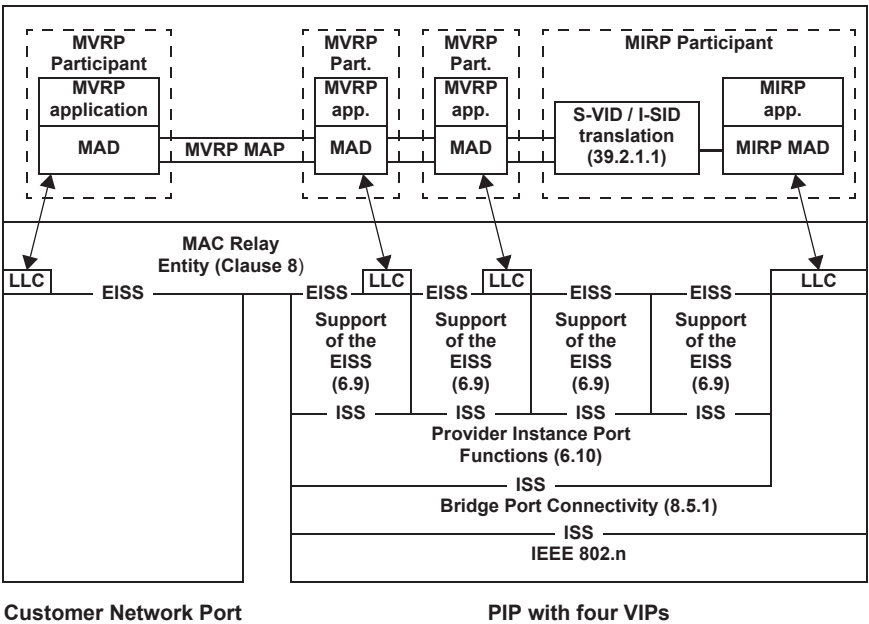 MVRP Participant
MVRP application
MAD
MVRP MAP
MVRP Part.
MVRP app.
MAD
MVRP Part.
MVRP app.
MAD
MIRP Participant
S-VID / I-SID translation (39.2.1.1)
MIRP app.
MIRP MAD
MAC Relay Entity (Clause 8)
LLC
EISS
EISS
LLC
EISS
LLC
EISS
EISS
LLC
Support of the EISS (6.9)
Support of the EISS (6.9)
Support of the EISS (6.9)
Support of the EISS (6.9)
ISS
ISS
ISS
ISS
Provider Instance Port Functions (6.10)
ISS
Bridge Port Connectivity (8.5.1)
ISS
IEEE 802.n
Customer Network Port
PIP with four VIPs